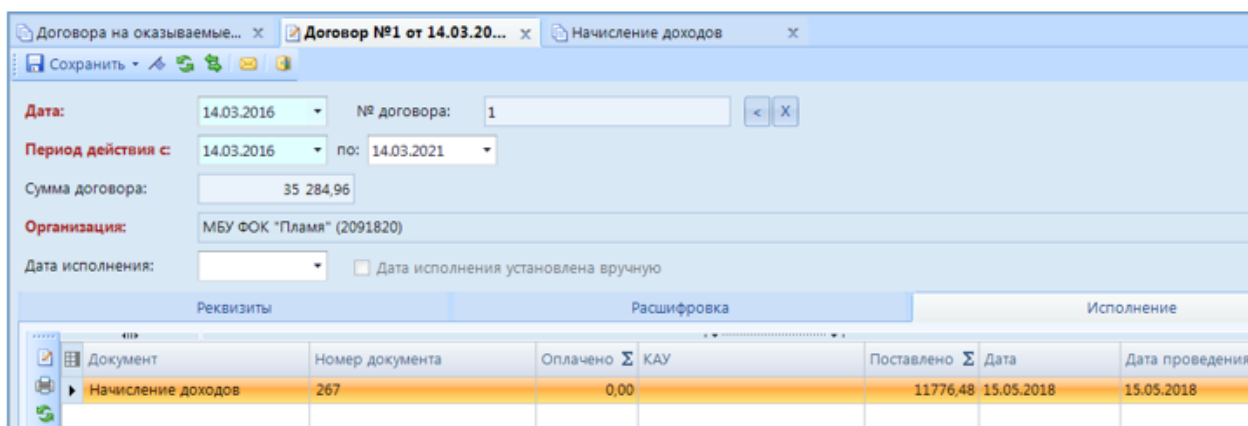 Договора на оказываемые... x Договор №1 от 14.03.20... x Начисление доходов x
Сохранить
Дата: 14.03.2016 № договора: 1 < X
Период действия с: 14.03.2016 по: 14.03.2021
Сумма договора: 35 284,96
Организация: МБУ ФОК "Пламя" (2091820)
Дата исполнения: Дата исполнения установлена вручную
Реквизиты Расшифровка Исполнение
Документ Номер документа Оплачено Σ КАУ Поставлено Σ Дата Дата проведения
Начисление доходов 267 0,00 11776,48 15.05.2018 15.05.2018